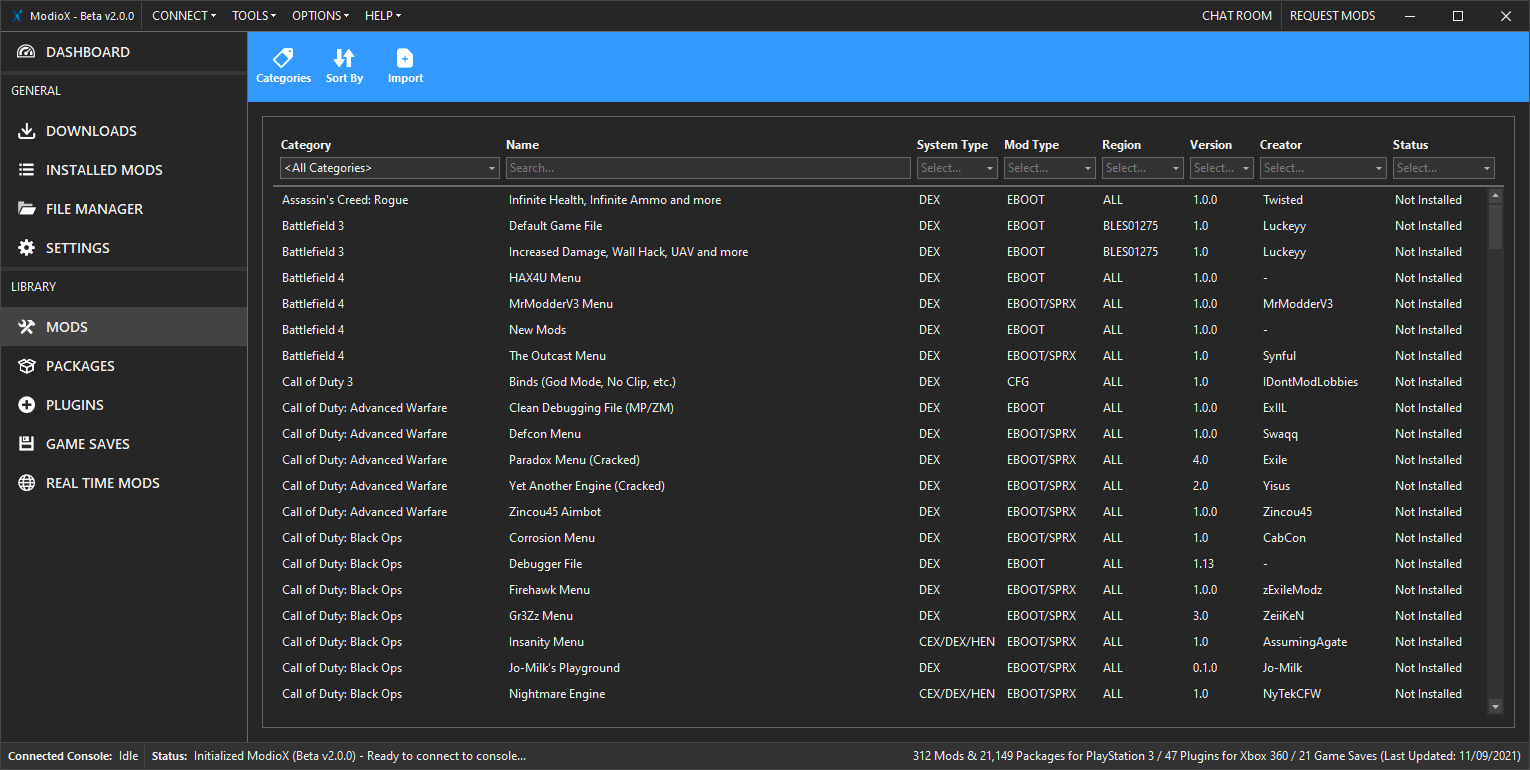 ModioX - Beta v2.0.0 CONNECT TOOLS OPTIONS HELP CHAT ROOM REQUEST MODS
DASHBOARD
GENERAL
DOWNLOADS
INSTALLED MODS
FILE MANAGER
SETTINGS
LIBRARY
MODS
PACKAGES
PLUGINS
GAME SAVES
REAL TIME MODS
Categories Sort By Import
Category Name System Type Mod Type Region Version Creator Status
<All Categories> Search... Select... Select... Select... Select... Select... Select...
Assassin's Creed: Rogue Infinite Health, Infinite Ammo and more DEX EBOOT ALL 1.0.0 Twisted Not Installed
Battlefield 3 Default Game File DEX EBOOT BLES01275 1.0 Luckeyy Not Installed
Battlefield 3 Increased Damage, Wall Hack, UAV and more DEX EBOOT BLES01275 1.0 Luckeyy Not Installed
Battlefield 4 HAX4U Menu DEX EBOOT ALL 1.0.0 - Not Installed
Battlefield 4 MrModderV3 Menu DEX EBOOT/SPRX ALL 1.0.0 MrModderV3 Not Installed
Battlefield 4 New Mods DEX EBOOT ALL 1.0.0 - Not Installed
Battlefield 4 The Outcast Menu DEX EBOOT/SPRX ALL 1.0 Synful Not Installed
Call of Duty 3 Binds (God Mode, No Clip, etc.) DEX CFG ALL 1.0 IDontModLobbies Not Installed
Call of Duty: Advanced Warfare Clean Debugging File (MP/ZM) DEX EBOOT ALL 1.0.0 ExIIL Not Installed
Call of Duty: Advanced Warfare Defcon Menu DEX EBOOT/SPRX ALL 1.0.0 Swaqq Not Installed
Call of Duty: Advanced Warfare Paradox Menu (Cracked) DEX EBOOT/SPRX ALL 4.0 Exile Not Installed
Call of Duty: Advanced Warfare Yet Another Engine (Cracked) DEX EBOOT/SPRX ALL 2.0 Yisus Not Installed
Call of Duty: Advanced Warfare Zincou45 Aimbot DEX EBOOT/SPRX ALL 1.0.0 Zincou45 Not Installed
Call of Duty: Black Ops Corrosion Menu DEX EBOOT/SPRX ALL 1.0 CabCon Not Installed
Call of Duty: Black Ops Debugger File DEX EBOOT ALL 1.13 - Not Installed
Call of Duty: Black Ops Firehawk Menu DEX EBOOT/SPRX ALL 1.0.0 zExileModz Not Installed
Call of Duty: Black Ops Gr3Zz Menu DEX EBOOT/SPRX ALL 3.0 ZeiiKeN Not Installed
Call of Duty: Black Ops Insanity Menu CEX/DEX/HEN EBOOT/SPRX ALL 1.0 AssumingAgate Not Installed
Call of Duty: Black Ops Jo-Milk's Playground DEX EBOOT/SPRX ALL 0.1.0 Jo-Milk Not Installed
Call of Duty: Black Ops Nightmare Engine CEX/DEX/HEN EBOOT/SPRX ALL 1.0 NyTekCFW Not Installed
Connected Console: Idle Status: Initialized ModioX (Beta v2.0.0) - Ready to connect to console... 312 Mods & 21,149 Packages for PlayStation 3 / 47 Plugins for Xbox 360 / 21 Game Saves (Last Updated: 11/09/2021)